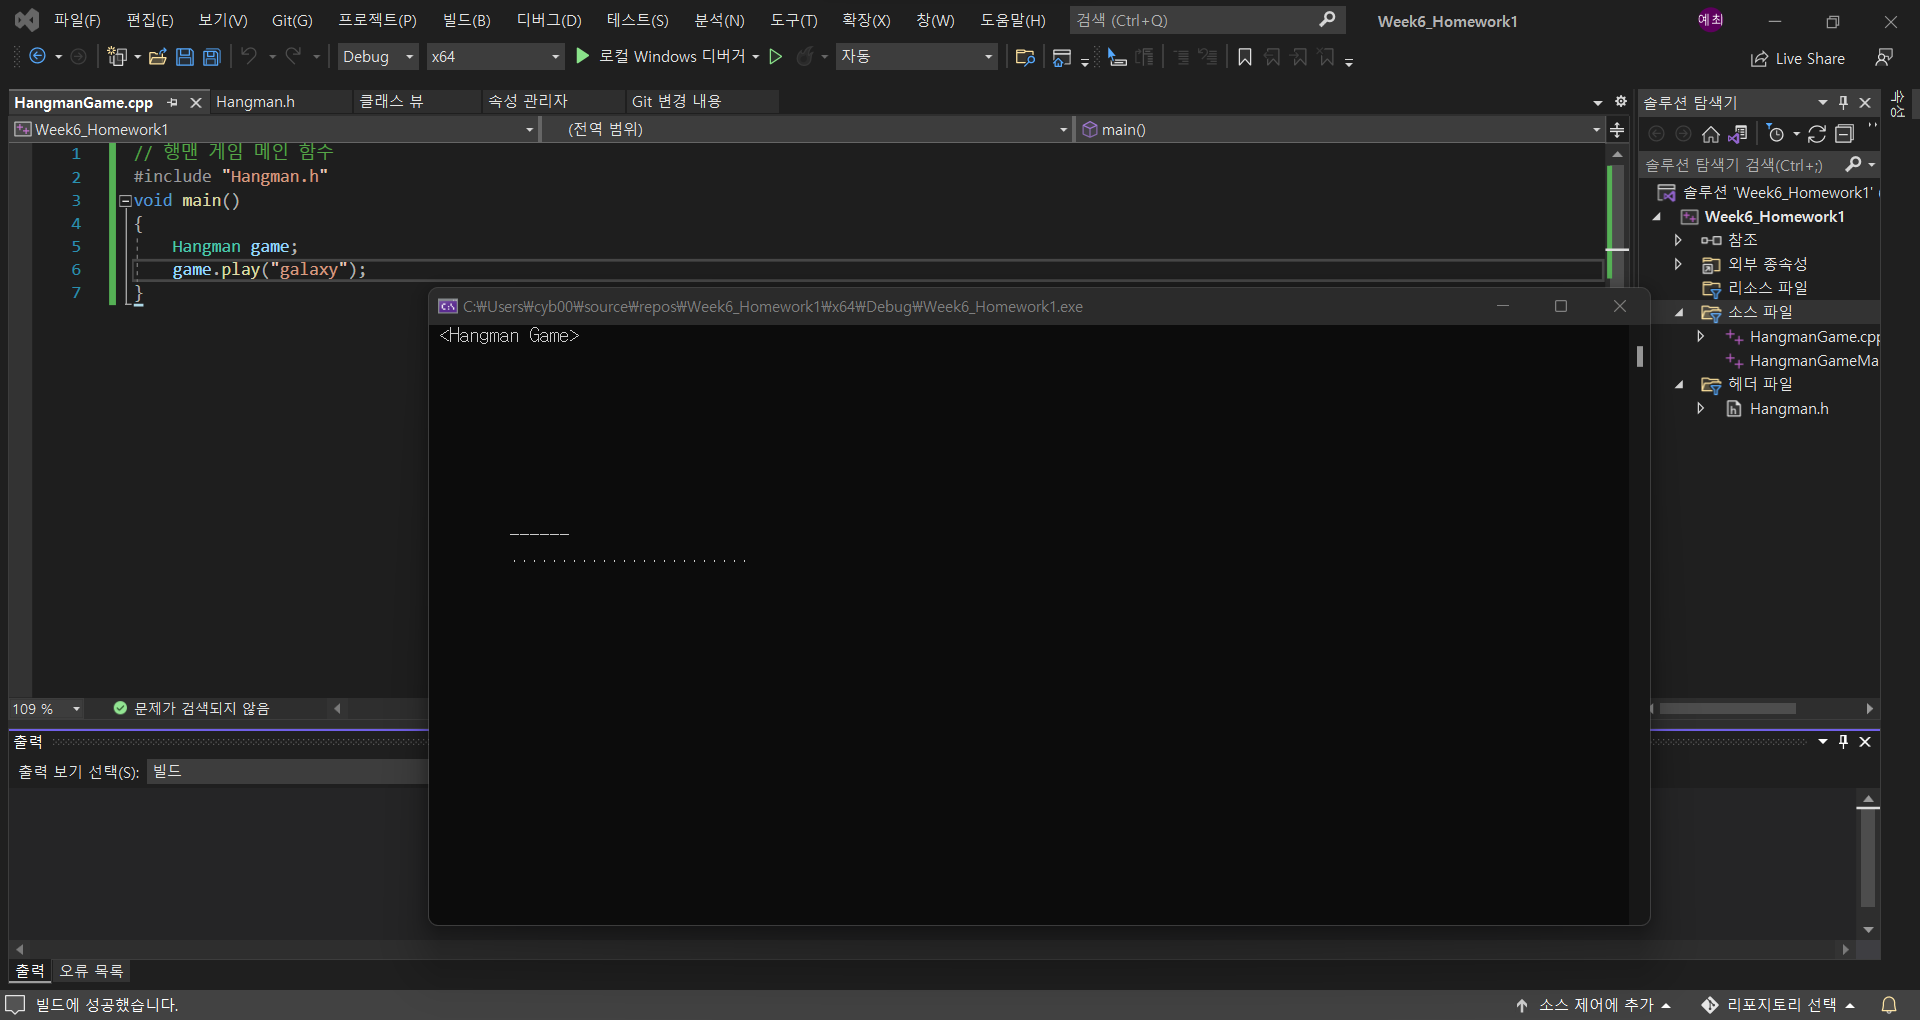 파일(F) 편집(E) 보기(V) Git(G) 프로젝트(P) 빌드(B) 디버그(D) 테스트(S) 분석(N) 도구(T) 확장(X) 창(W) 도움말(H) 검색 (Ctrl+Q) Week6_Homework1 예최
Debug x64 로컬 Windows 디버거 자동 Live Share
HangmanGame.cpp Hangman.h 클래스 뷰 속성 관리자 Git 변경 내용
Week6_Homework1 (전역 범위) main()
1 // 행맨 게임 메인 함수
2 #include "Hangman.h"
3 void main()
4 {
5 Hangman game;
6 game.play("galaxy");
7 }
C:\Users\cyb00\source\repos\Week6_Homework1\x64\Debug\Week6_Homework1.exe
<Hangman Game>
______
........................
솔루션 탐색기
속성
솔루션 탐색기 검색(Ctrl+;)
솔루션 'Week6_Homework1' (
Week6_Homework1
참조
외부 종속성
리소스 파일
소스 파일
HangmanGame.cpp
HangmanGameMa
헤더 파일
Hangman.h
109 % 문제가 검색되지 않음
출력
출력 보기 선택(S): 빌드
출력 오류 목록
빌드에 성공했습니다. 소스 제어에 추가 리포지토리 선택